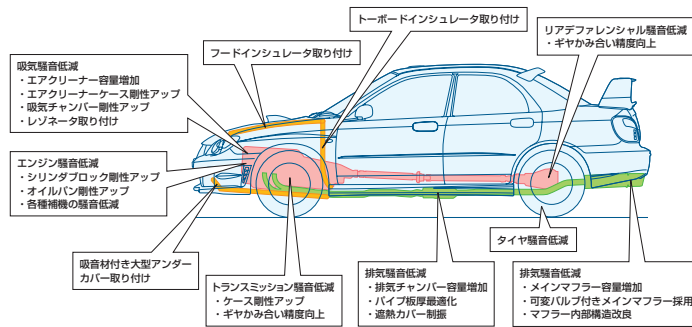 トーボードインシュレータ取り付け
フードインシュレータ取り付け
リアデファレンシャル騒音低減
・ギヤかみ合い精度向上
吸気騒音低減
・エアクリーナー容量増加
・エアクリーナーケース剛性アップ
・吸気チャンバー剛性アップ
・レゾネータ取り付け
エンジン騒音低減
・シリンダブロック剛性アップ
・オイルパン剛性アップ
・各種補機の騒音低減
吸音材付き大型アンダー
カバー取り付け
トランスミッション騒音低減
・ケース剛性アップ
・ギヤかみ合い精度向上
排気騒音低減
・排気チャンバー容量増加
・パイプ板厚最適化
・遮熱カバー制振
タイヤ騒音低減
排気騒音低減
・メインマフラー容量増加
・可変バルブ付きメインマフラー採用
・マフラー内部構造改良